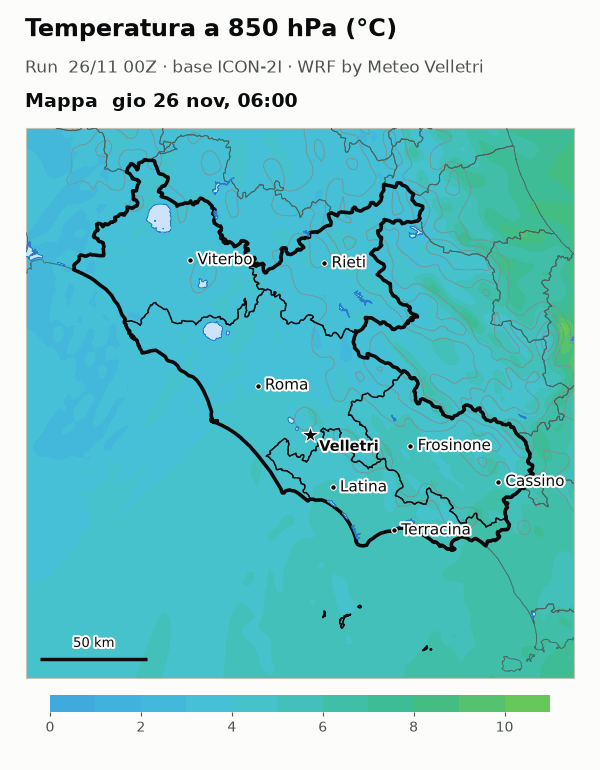 Temperatura a 850 hPa (°C)
Run  26/11 00Z · base ICON-2I · WRF by Meteo Velletri
Mappa  gio 26 nov, 06:00
Viterbo
Rieti
Roma
Velletri
Frosinone
Latina
Cassino
Terracina
50 km
0 2 4 6 8 10